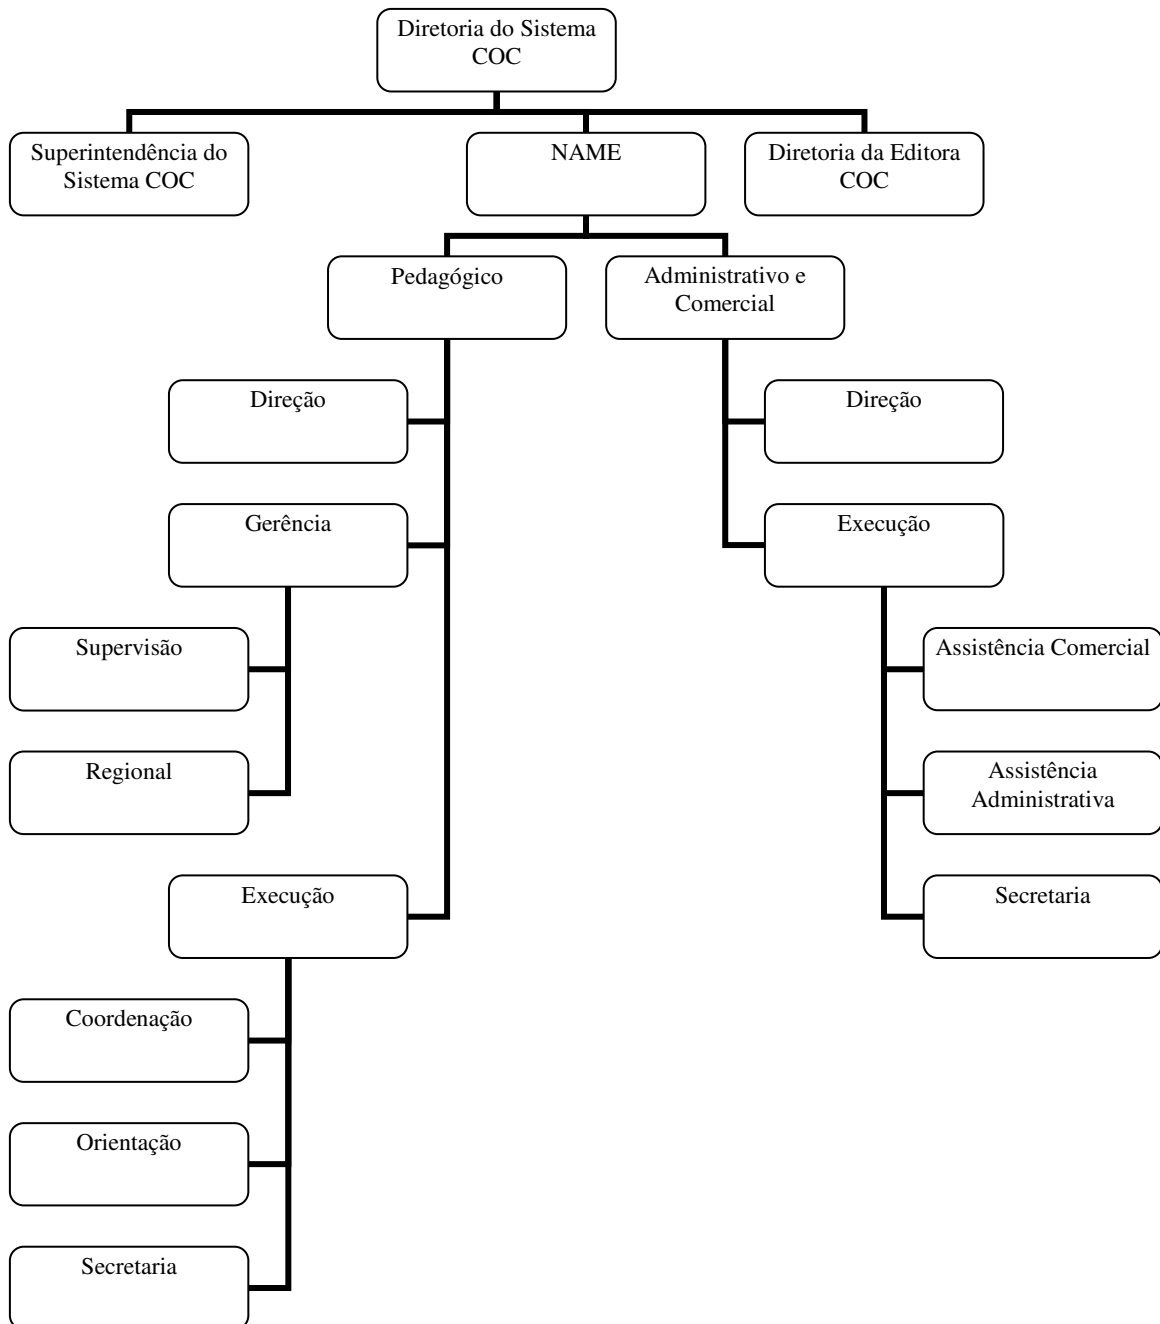 Diretoria do Sistema
COC
Superintendência do
Sistema COC
NAME
Diretoria da Editora
COC
Pedagógico
Administrativo e
Comercial
Direção
Direção
Gerência
Execução
Supervisão
Assistência Comercial
Regional
Assistência
Administrativa
Execução
Secretaria
Coordenação
Orientação
Secretaria